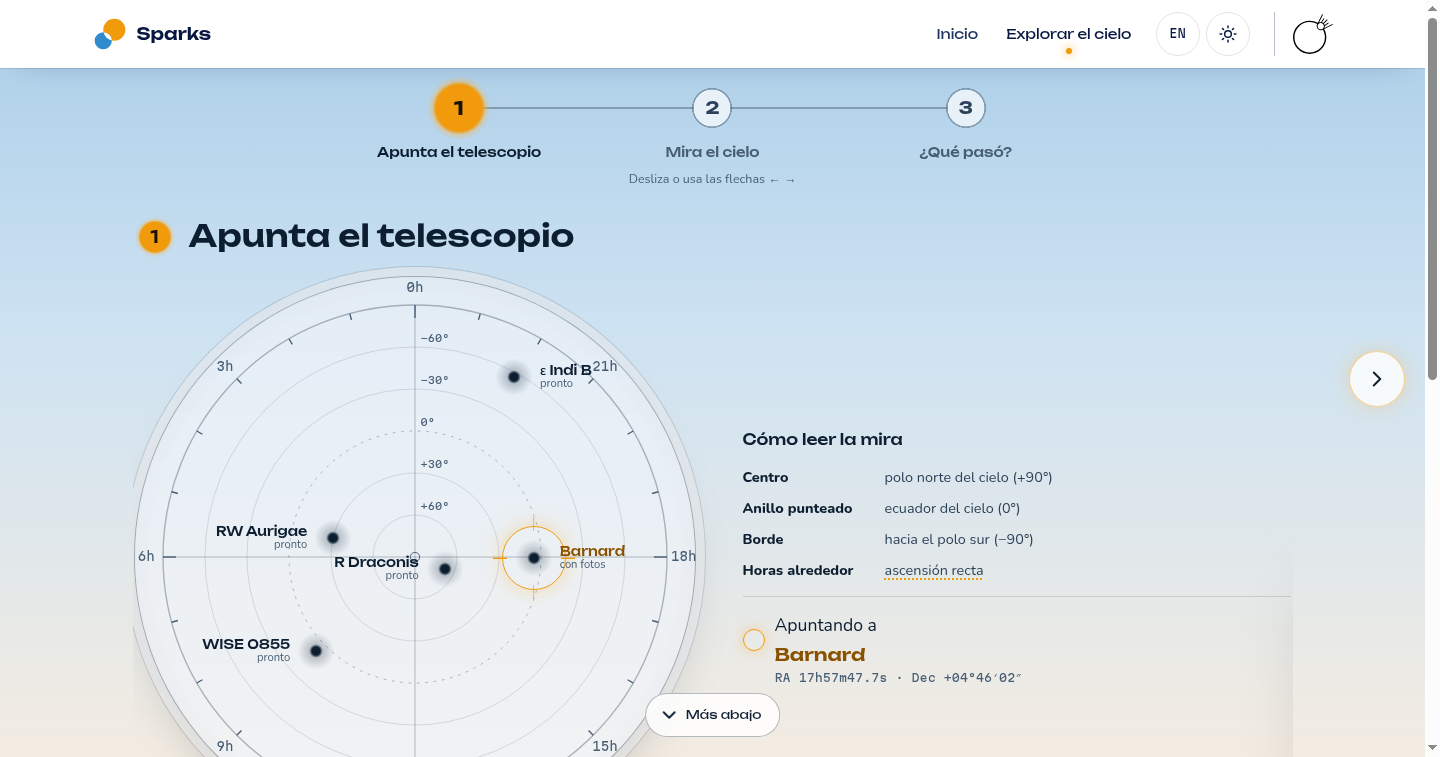 Sparks
Inicio
Explorar el cielo
EN
1
2
3
Apunta el telescopio
Mira el cielo
¿Qué pasó?
Desliza o usa las flechas ← →
1
Apunta el telescopio
0h
-60°
3h
ε Indi B
21h
pronto
-30°
0°
+30°
+60°
RW Aurigae
pronto
6h
R Draconis
pronto
Barnard
con fotos
18h
WISE 0855
pronto
9h
15h
Cómo leer la mira
Centro polo norte del cielo (+90°)
Anillo punteado ecuador del cielo (0°)
Borde hacia el polo sur (−90°)
Horas alrededor ascensión recta
Apuntando a
Barnard
RA 17h57m47.7s · Dec +04°46′02″
Más abajo